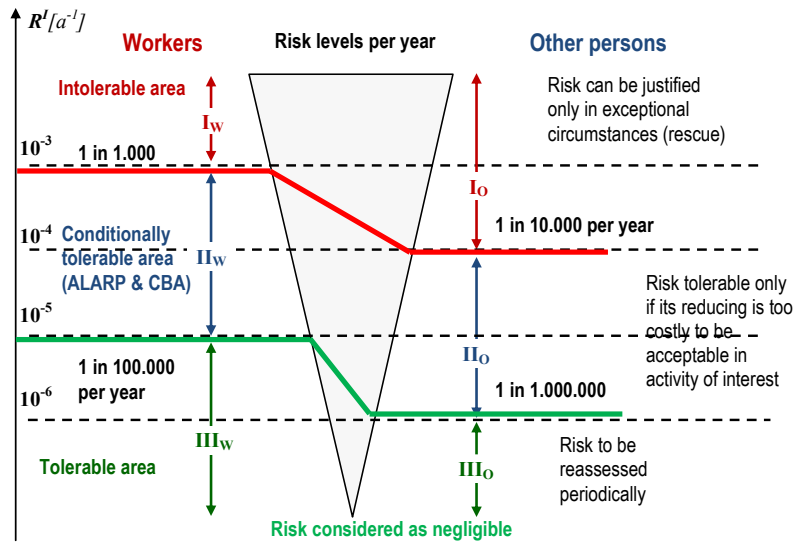 R^I[a^-1]
Workers
Risk levels per year
Other persons
Intolerable area
I_W
Risk can be justified
only in exceptional
circumstances (rescue)
10^-3
1 in 1.000
I_O
1 in 10.000 per year
10^-4
Conditionally
tolerable area
(ALARP & CBA)
II_W
Risk tolerable only
if its reducing is too
costly to be
acceptable in
activity of interest
10^-5
II_O
1 in 100.000
per year
1 in 1.000.000
10^-6
III_W
III_O
Tolerable area
Risk to be
reassessed
periodically
Risk considered as negligible